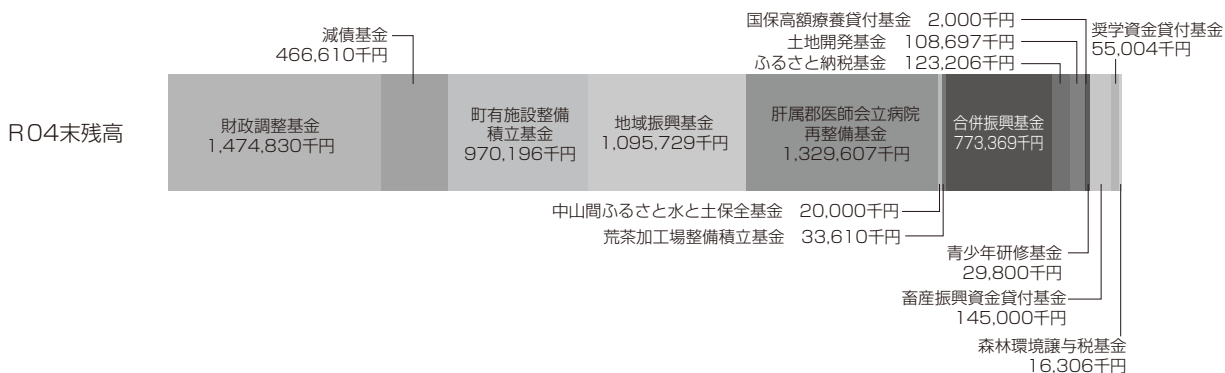 国保高額療養貸付基金 2,000千円
土地開発基金 108,697千円
ふるさと納税基金 123,206千円
奨学資金貸付基金
55,004千円
減債基金
466,610千円
R04末残高
財政調整基金
1,474,830千円
町有施設整備
積立基金
970,196千円
地域振興基金
1,095,729千円
肝属郡医師会立病院
再整備基金
1,329,607千円
合併振興基金
773,369千円
中山間ふるさと水と土保全基金 20,000千円
荒茶加工場整備積立基金 33,610千円
青少年研修基金
29,800千円
畜産振興資金貸付基金
145,000千円
森林環境譲与税基金
16,306千円